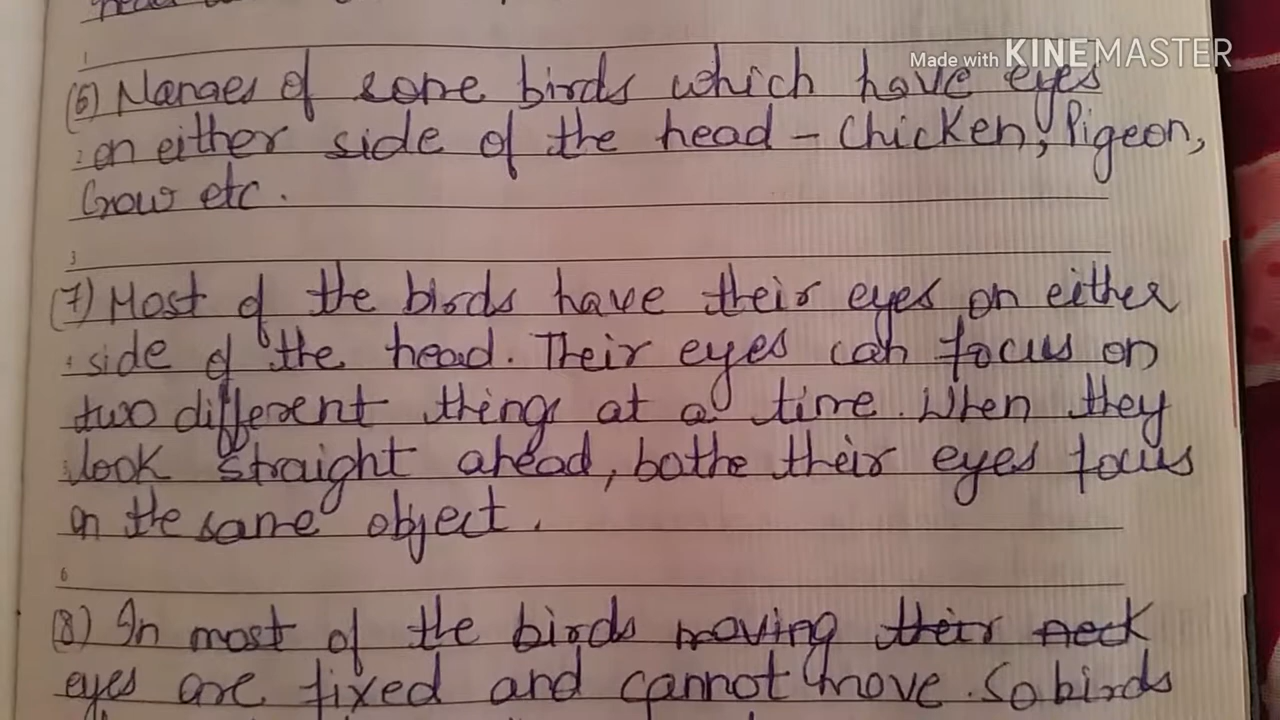 Made with KINEMASTER
(6) Names of some birds which have eyes
on either side of the head - Chicken, Pigeon,
Crow etc.
3
(7) Most of the birds have their eyes on either
side of the head. Their eyes can focus on
two different things at a time. When they
look straight ahead, bothe their eyes focus
on the same object.
6
(8) In most of the birds moving their neck
eyes are fixed and cannot move. So birds